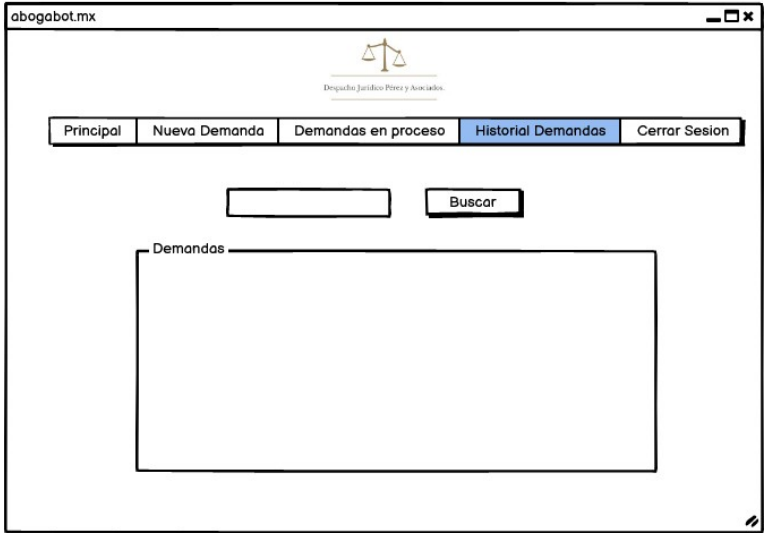 abogabot.mx
Despacho Jurídico Pérez y Asociados.
Principal Nueva Demanda Demandas en proceso Historial Demandas Cerrar Sesion
Buscar
Demandas